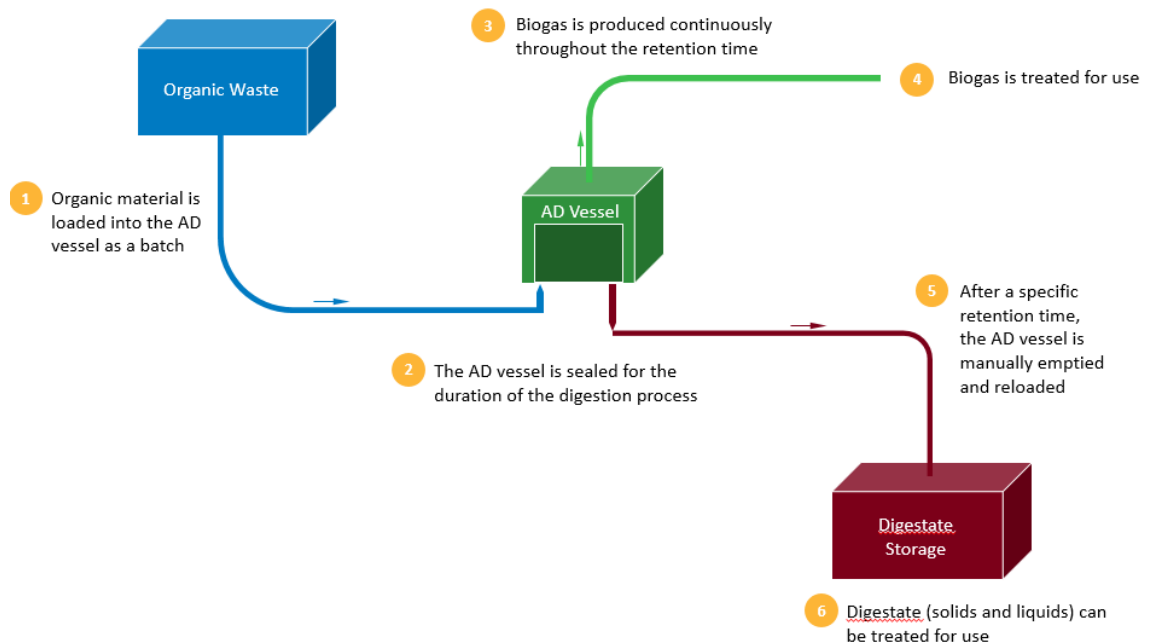 3
Biogas is produced continuously
throughout the retention time
4
Biogas is treated for use
Organic Waste
1
Organic material is
loaded into the AD
vessel as a batch
AD Vessel
2
The AD vessel is sealed for the
duration of the digestion process
5
After a specific
retention time,
the AD vessel is
manually emptied
and reloaded
Digestate
Storage
6
Digestate (solids and liquids) can
be treated for use